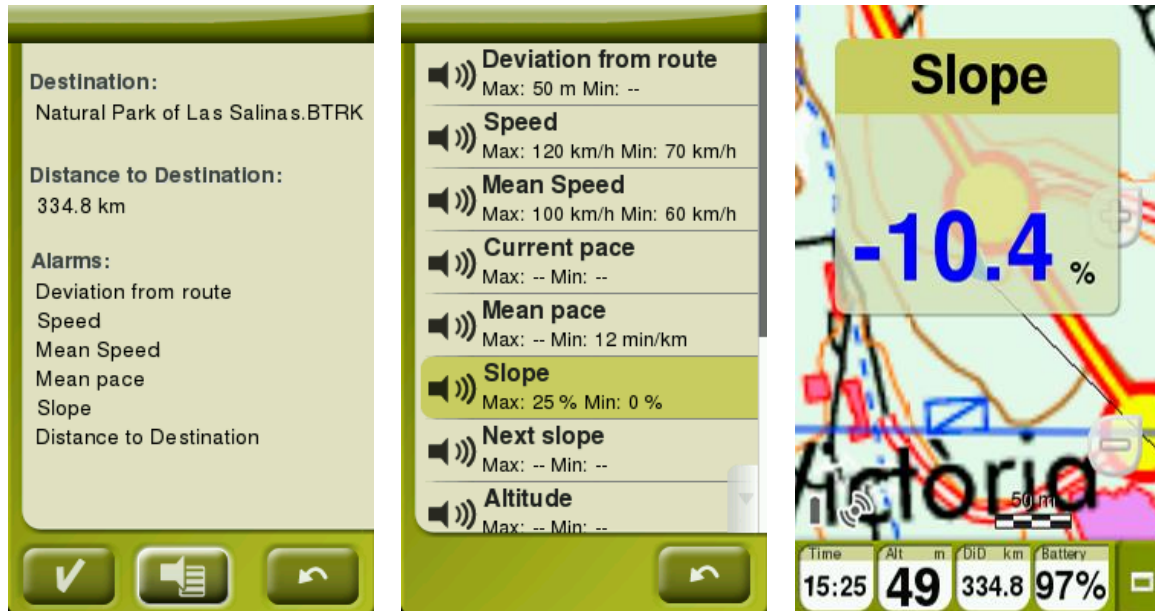 Destination:
Natural Park of Las Salinas.BTRK
Distance to Destination:
334.8 km
Alarms:
Deviation from route
Speed
Mean Speed
Mean pace
Slope
Distance to Destination
Deviation from route
Max: 50 m Min: --
Speed
Max: 120 km/h Min: 70 km/h
Mean Speed
Max: 100 km/h Min: 60 km/h
Current pace
Max: -- Min: --
Mean pace
Max: -- Min: 12 min/km
Slope
Max: 25 % Min: 0 %
Next slope
Max: -- Min: --
Altitude
Max: -- Min: --
Slope
-10.4 %
Victòria
50 m
Time Alt m DiD km Battery
15:25 49 334.8 97%